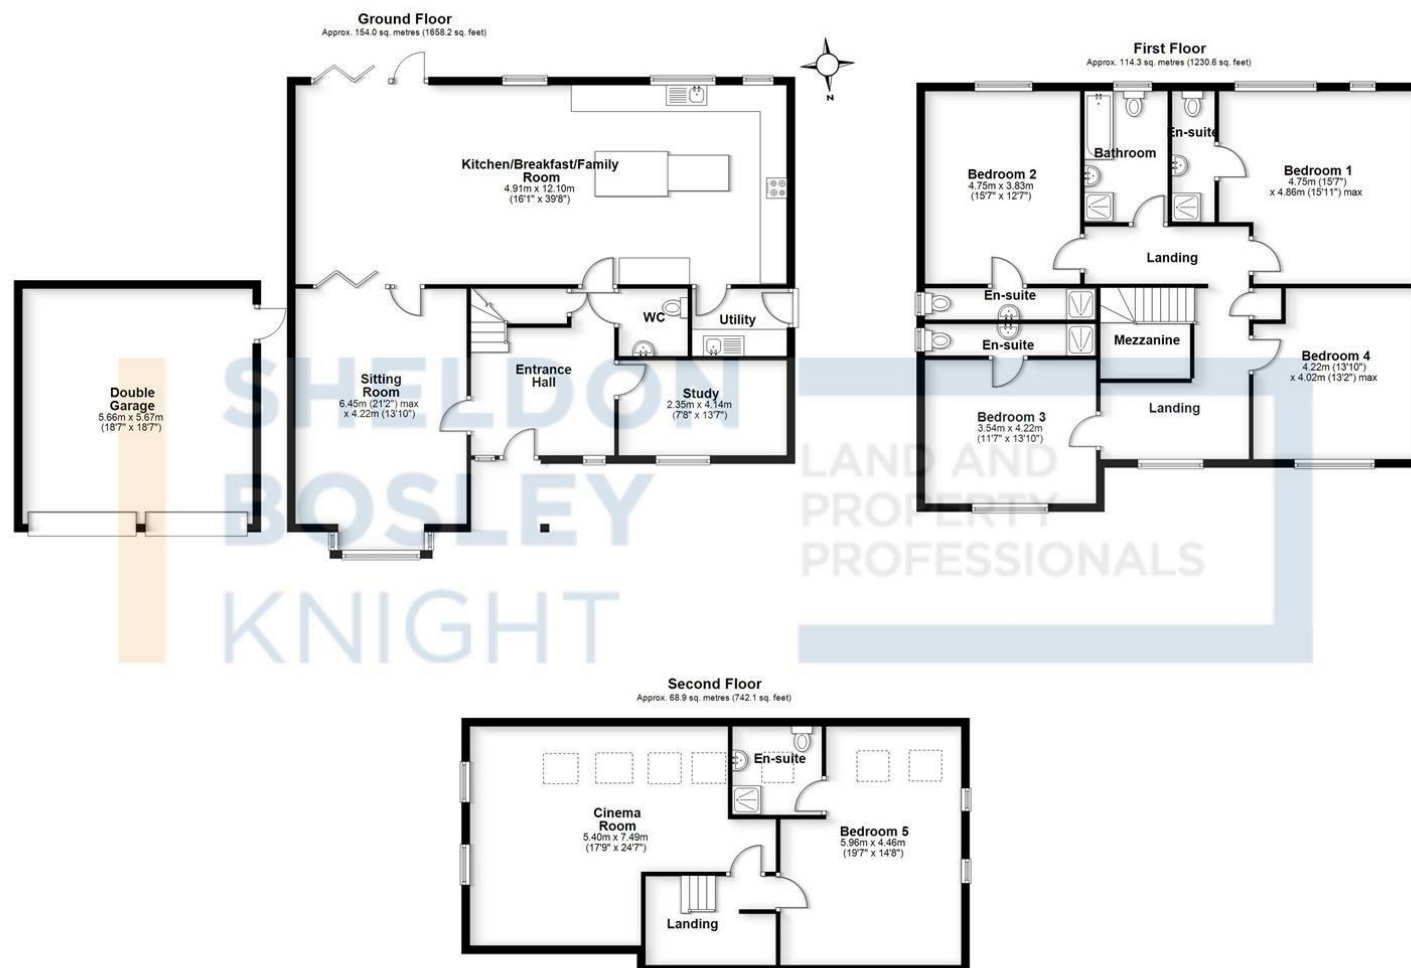 Ground Floor
Approx. 154.0 sq. metres (1658.2 sq. feet)
N
Kitchen/Breakfast/Family
Room
4.91m x 12.10m
(16'1" x 39'8")
WC
Utility
Entrance
Hall
Study
2.35m x 4.14m
(7'8" x 13'7")
Sitting
Room
6.45m (21'2") max
x 4.22m (13'10")
Double
Garage
5.66m x 5.67m
(18'7" x 18'7")
First Floor
Approx. 114.3 sq. metres (1230.6 sq. feet)
Bedroom 2
4.75m x 3.83m
(15'7" x 12'7")
Bathroom
En-suite
Bedroom 1
4.75m (15'7")
x 4.86m (15'11") max
Landing
En-suite
En-suite
Mezzanine
Bedroom 4
4.22m (13'10")
x 4.02m (13'2") max
Bedroom 3
3.54m x 4.22m
(11'7" x 13'10")
Landing
SHELDON
BOSLEY
KNIGHT
LAND AND
PROPERTY
PROFESSIONALS
Second Floor
Approx. 68.9 sq. metres (742.1 sq. feet)
En-suite
Cinema
Room
5.40m x 7.49m
(17'9" x 24'7")
Bedroom 5
5.96m x 4.46m
(19'7" x 14'8")
Landing